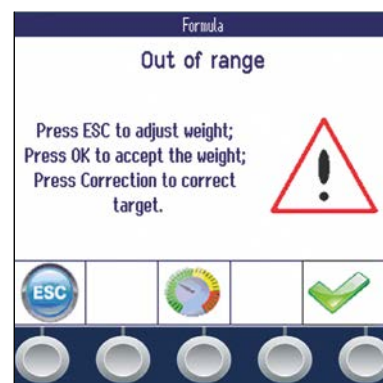 Formula
Out of range
Press ESC to adjust weight;
Press OK to accept the weight;
Press Correction to correct
target.
ESC